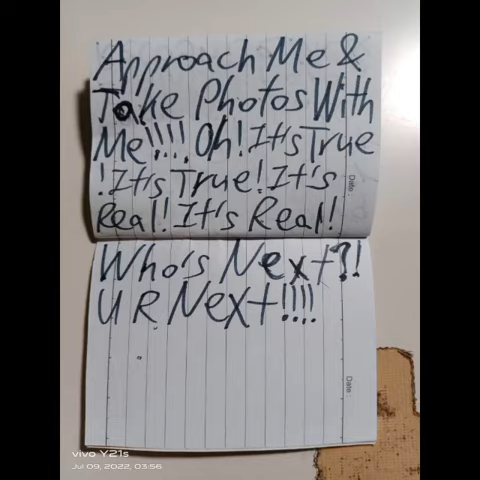 Approach Me &
Take Photos With
Me!!!! Oh! It's True
! It's True! It's
Real! It's Real!
Who's Next?!
U R Next!!!!
Date:
Date:
vivo Y21s
Jul 09, 2022, 03:56